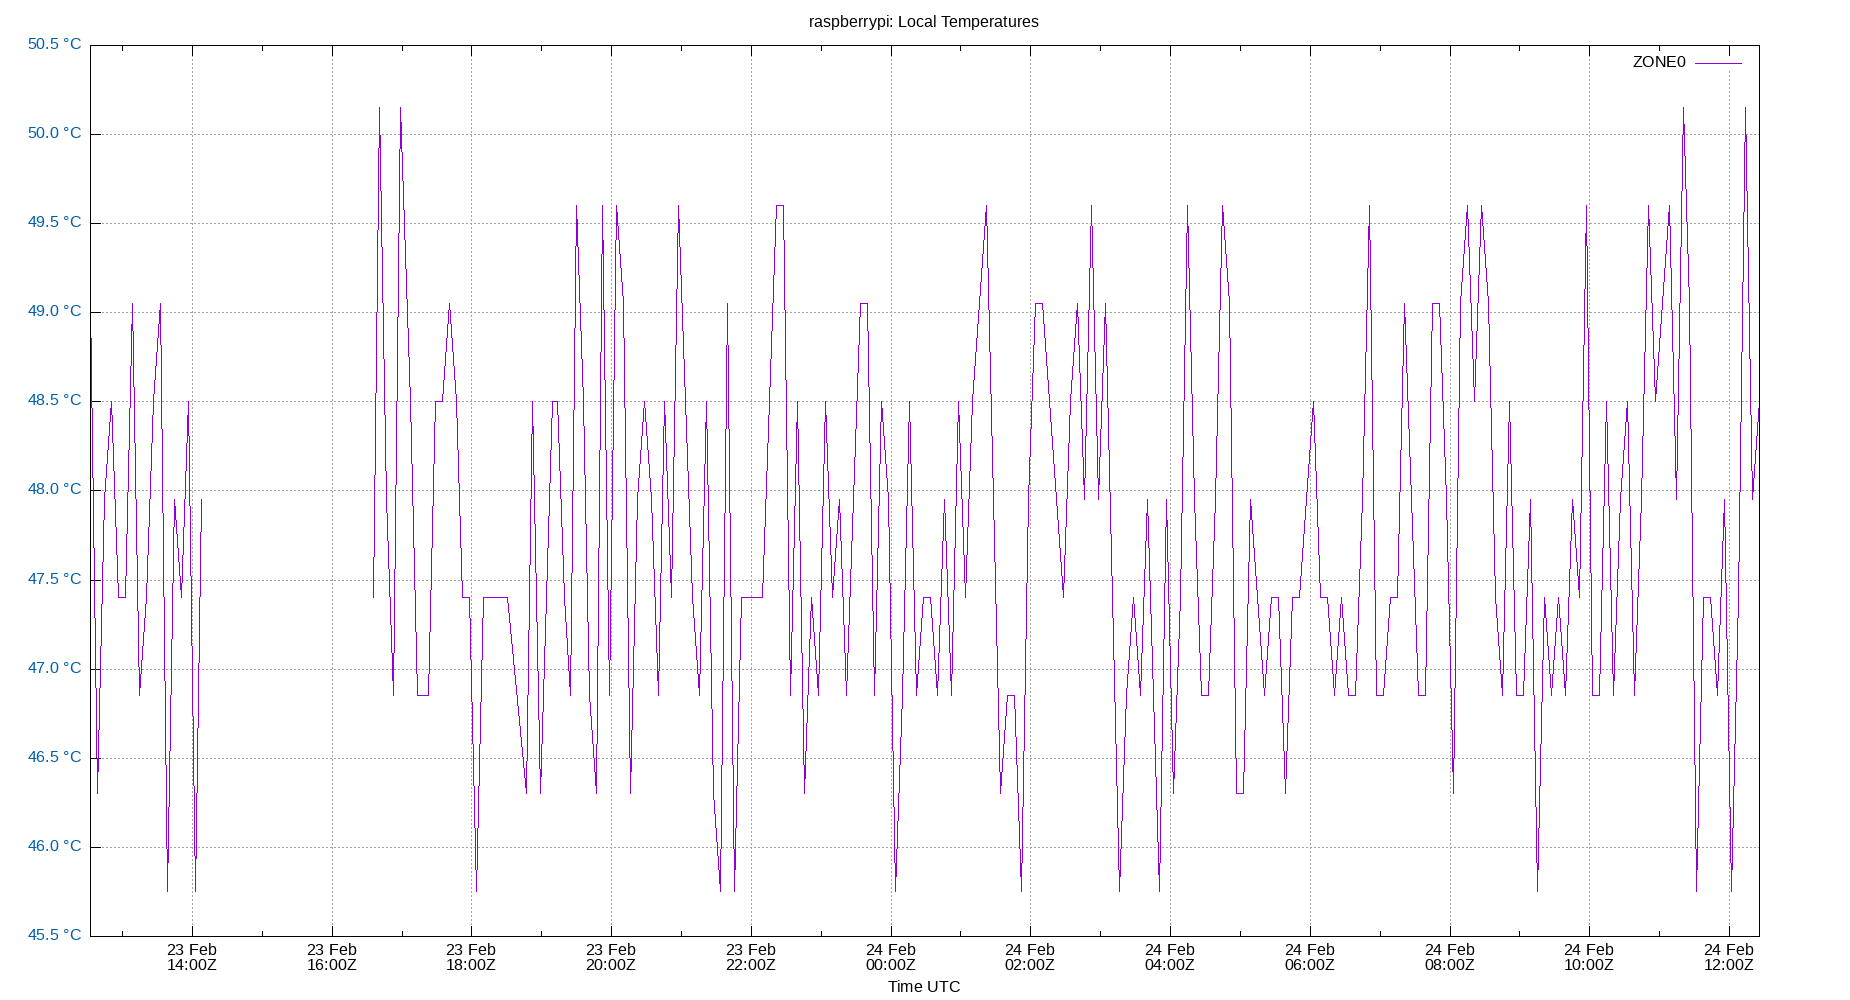 raspberrypi: Local Temperatures
50.5 °C
ZONE0
50.0 °C
49.5 °C
49.0 °C
48.5 °C
48.0 °C
47.5 °C
47.0 °C
46.5 °C
46.0 °C
45.5 °C
23 Feb 23 Feb 23 Feb 23 Feb 23 Feb 24 Feb 24 Feb 24 Feb 24 Feb 24 Feb 24 Feb 24 Feb
14:00Z 16:00Z 18:00Z 20:00Z 22:00Z 00:00Z 02:00Z 04:00Z 06:00Z 08:00Z 10:00Z 12:00Z
Time UTC